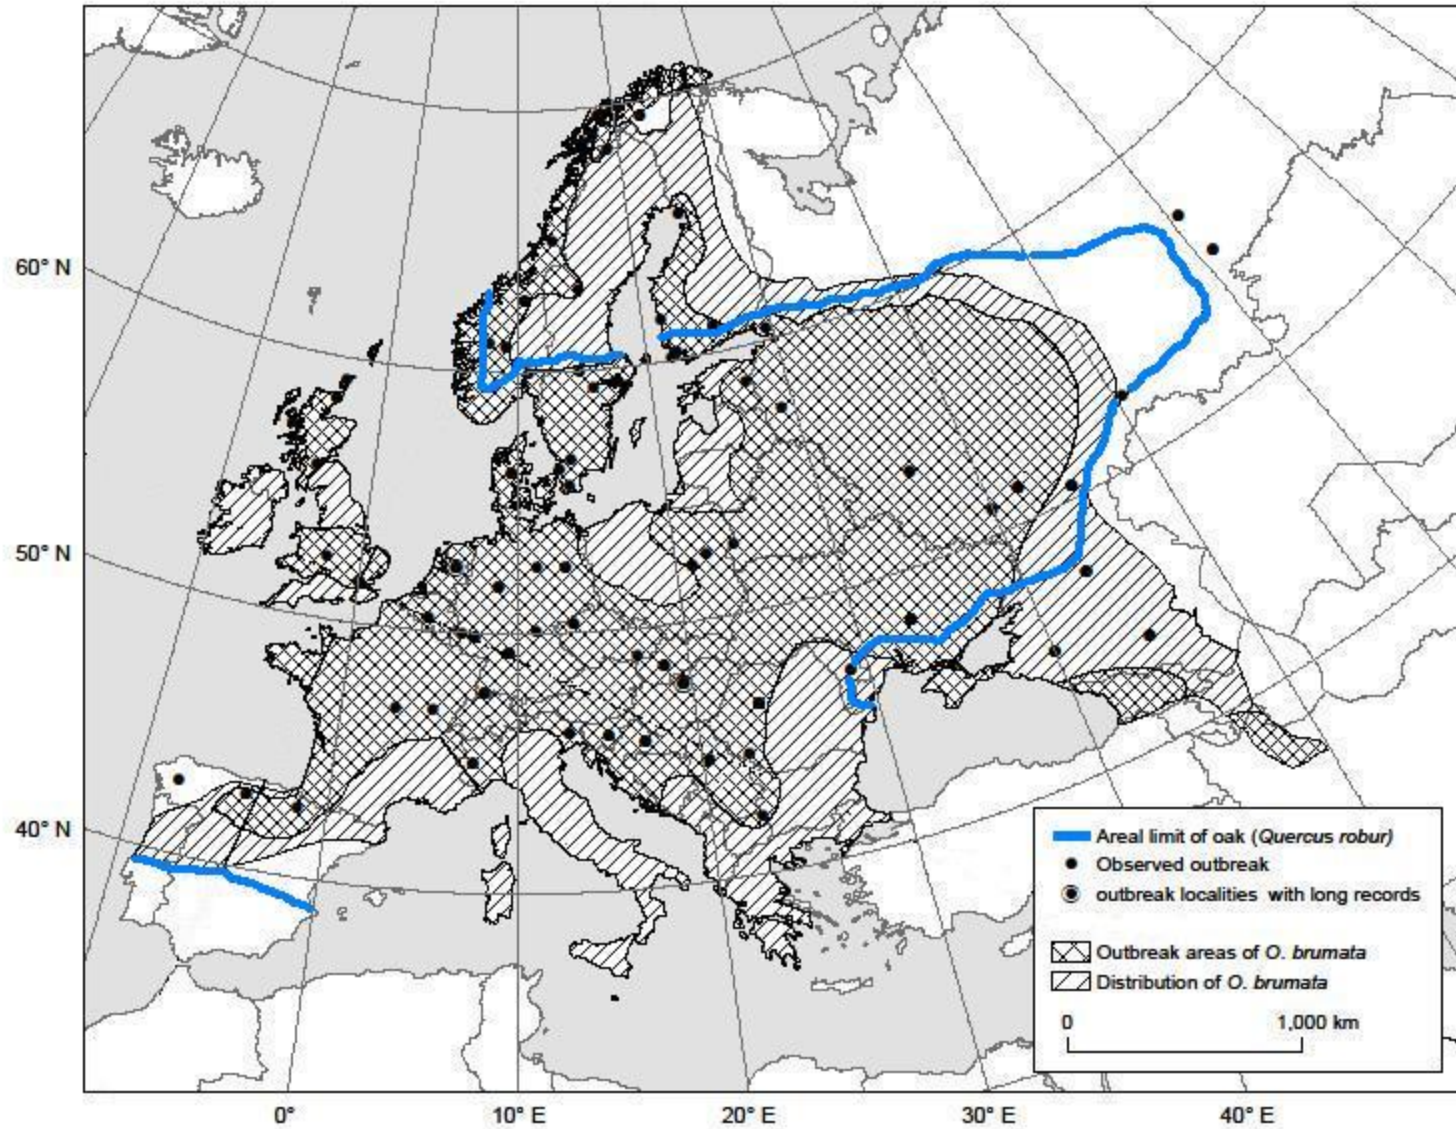 60° N
50° N
40° N
Areal limit of oak (Quercus robur)
Observed outbreak
outbreak localities with long records
Outbreak areas of O. brumata
Distribution of O. brumata
0 1,000 km
0° 10° E 20° E 30° E 40° E